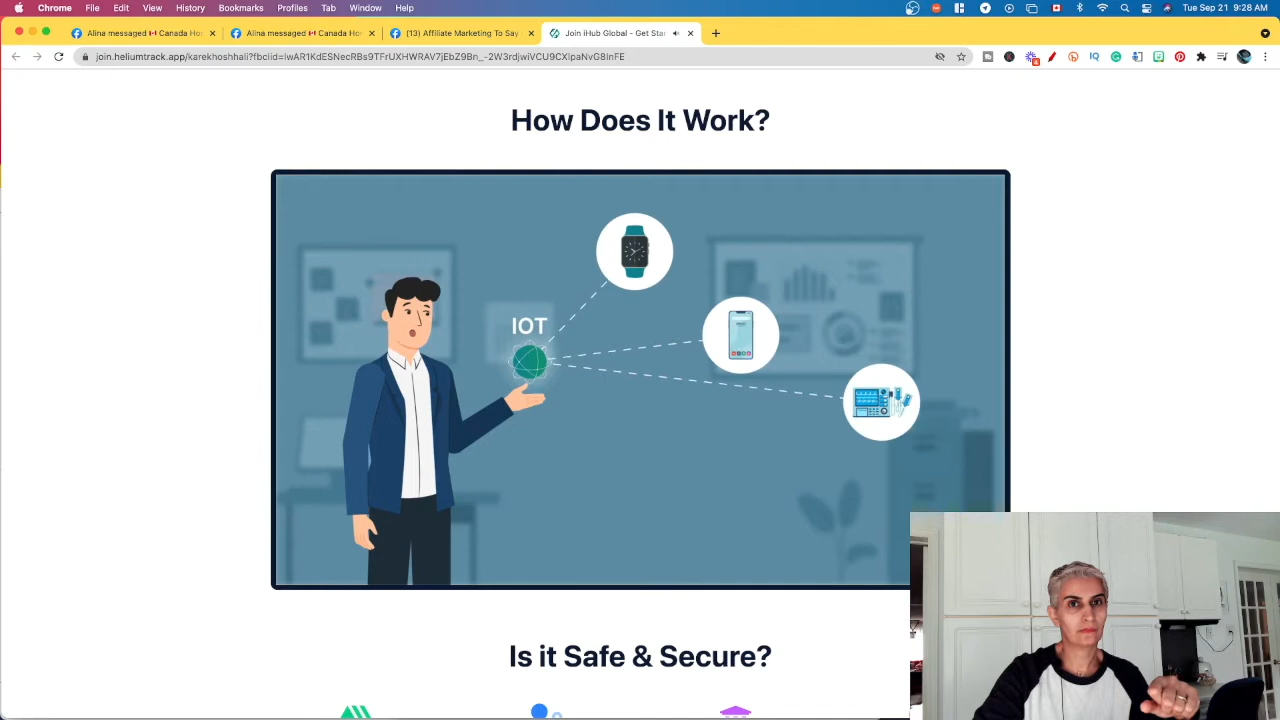 Chrome File Edit View History Bookmarks Profiles Tab Window Help Tue Sep 21 9:28 AM
Alina messaged Canada Ho Alina messaged Canada Ho (13) Affiliate Marketing To Say Join iHub Global - Get Star
join.heliumtrack.app/karekhoshhali?fbclid=IwAR1KdESNecRBs9TFrUXHWRAV7jEbZ9Bn_-2W3rdjwiVCU9CXlpaNvG8InFE
How Does It Work?
IOT
Is it Safe & Secure?